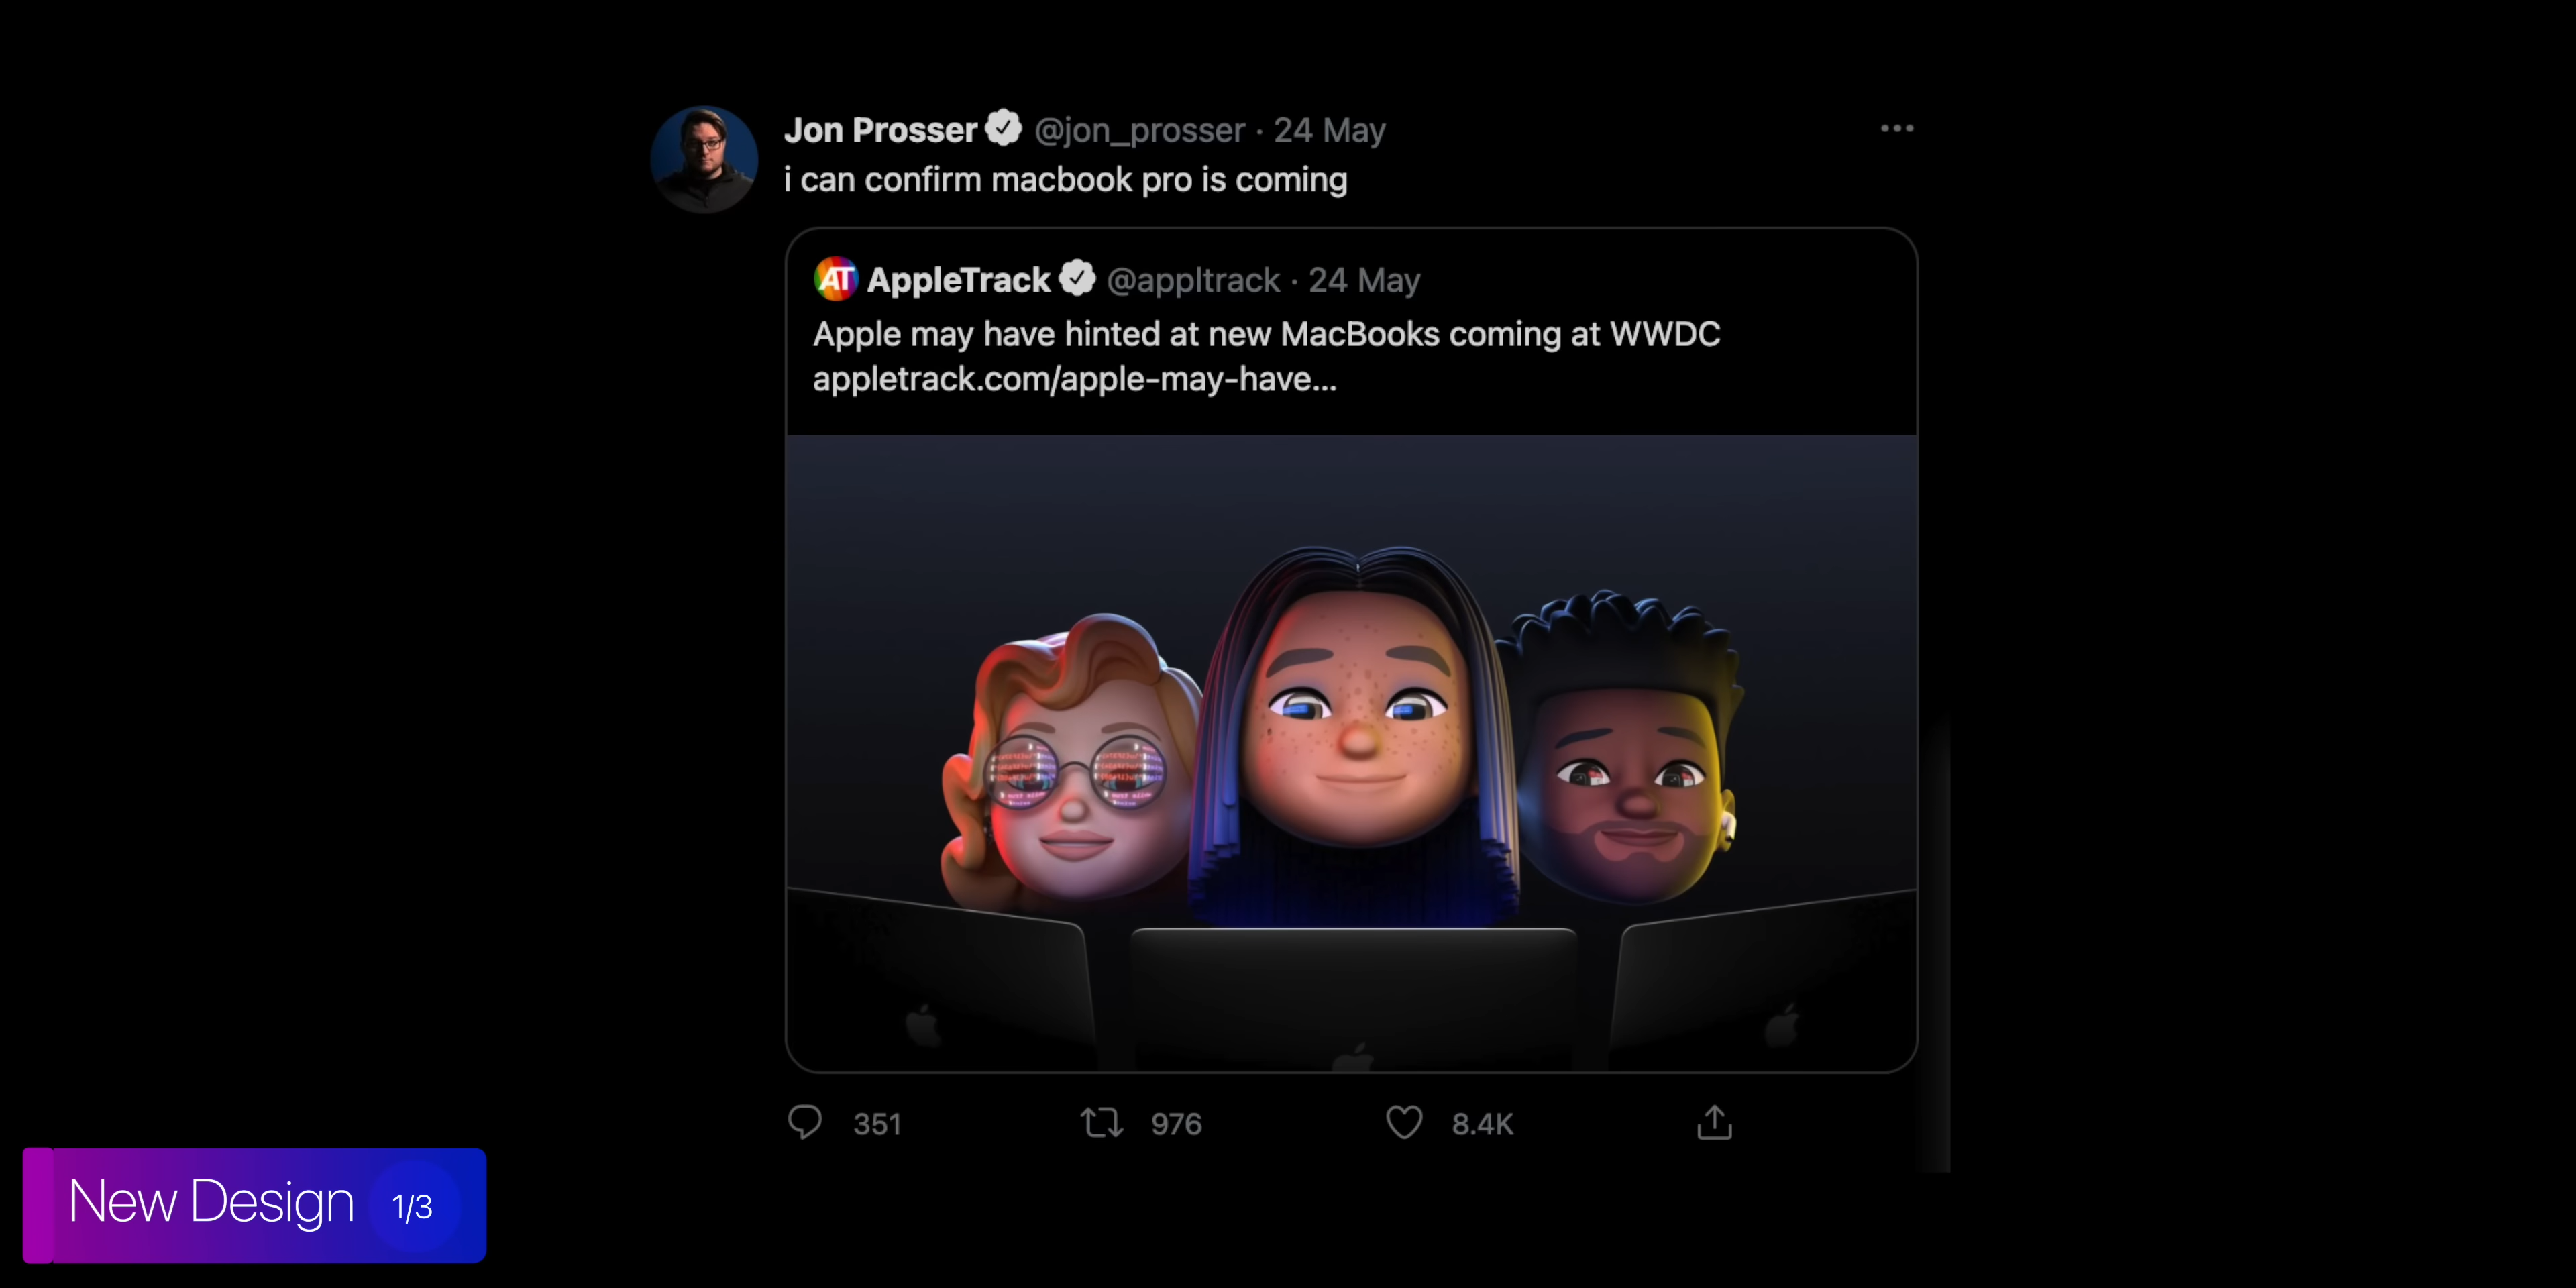 Jon Prosser @jon_prosser · 24 May
i can confirm macbook pro is coming
AT AppleTrack @appltrack · 24 May
Apple may have hinted at new MacBooks coming at WWDC
appletrack.com/apple-may-have...
351 976 8.4K
New Design 1/3